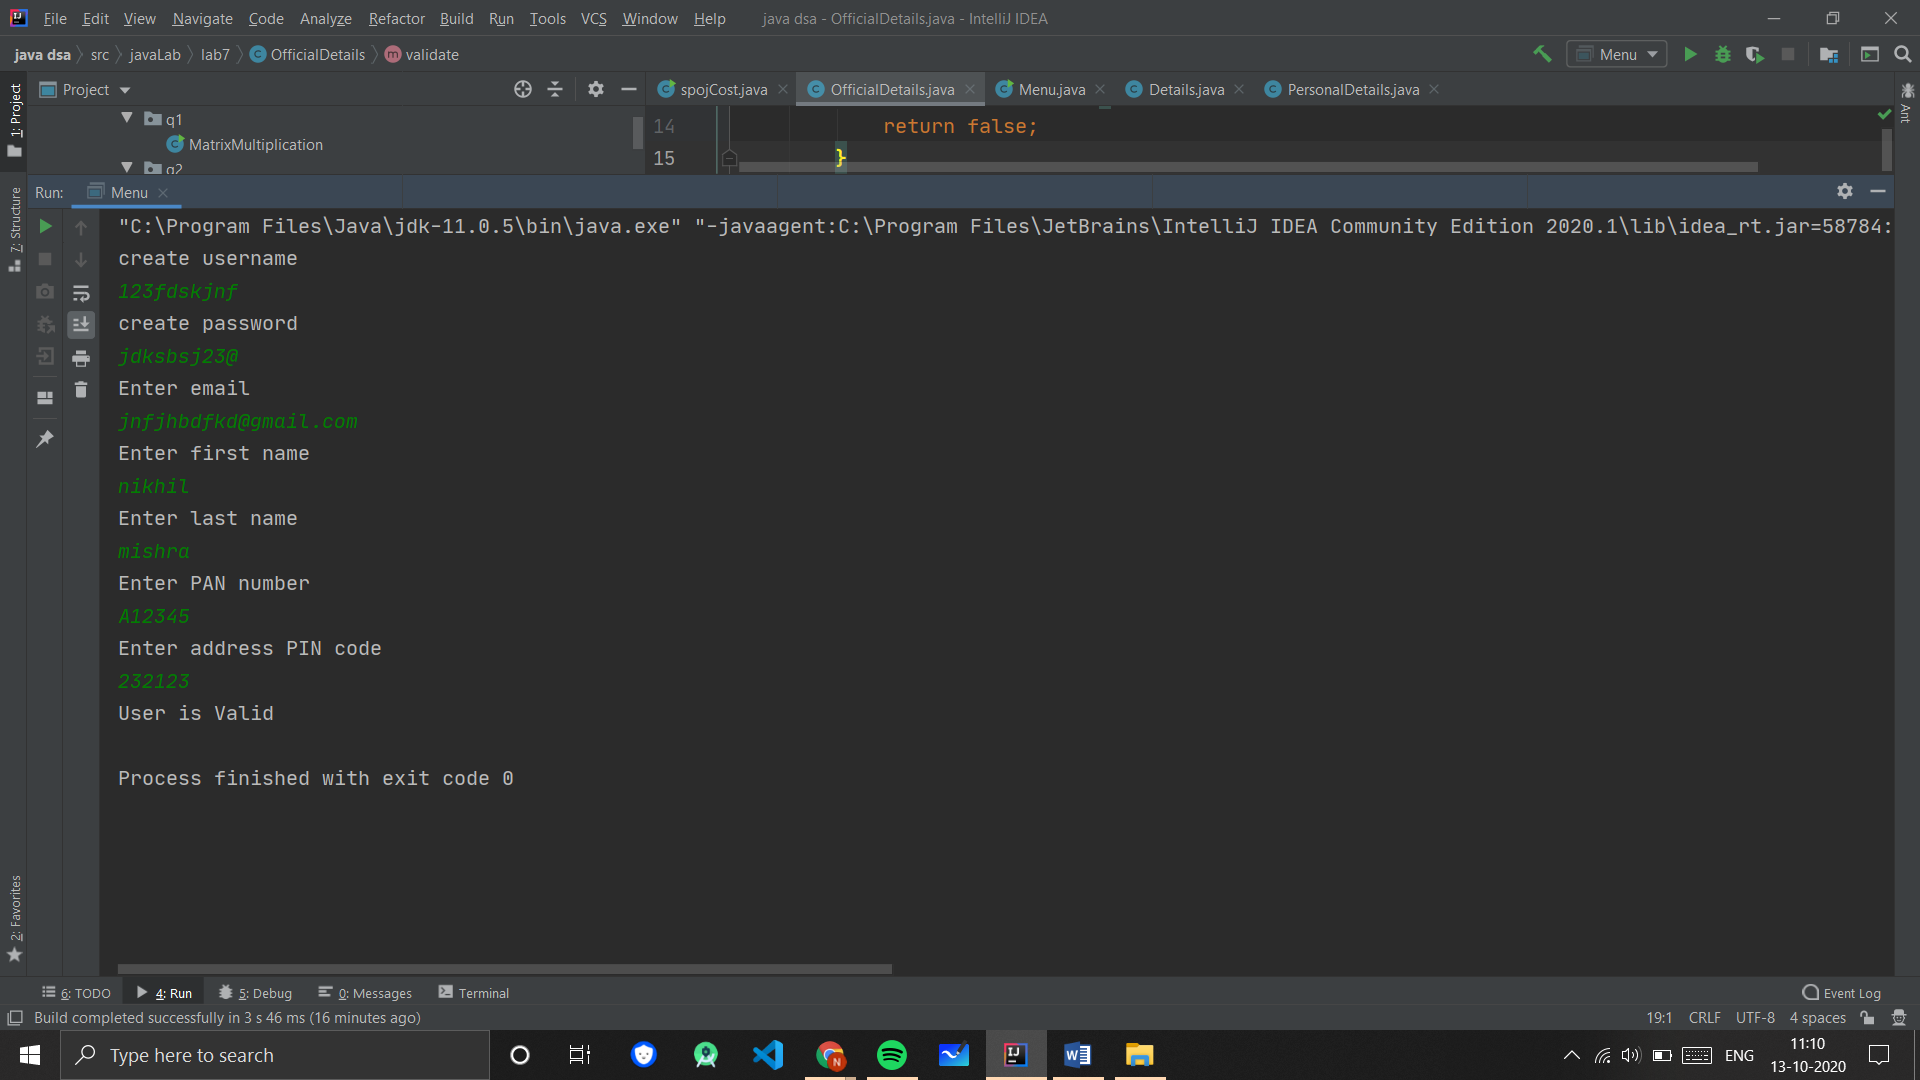 File Edit View Navigate Code Analyze Refactor Build Run Tools VCS Window Help java dsa - OfficialDetails.java - IntelliJ IDEA
java dsa src javaLab lab7 OfficialDetails validate Menu
Project spojCost.java OfficialDetails.java Menu.java Details.java PersonalDetails.java
1: Project
Ant
q1
MatrixMultiplication
q2
14 return false;
15 }
Run: Menu
7: Structure
"C:\Program Files\Java\jdk-11.0.5\bin\java.exe" "-javaagent:C:\Program Files\JetBrains\IntelliJ IDEA Community Edition 2020.1\lib\idea_rt.jar=58784:
create username
123fdskjnf
create password
jdksbsj23@
Enter email
jnfjhbdfkd@gmail.com
Enter first name
nikhil
Enter last name
mishra
Enter PAN number
A12345
Enter address PIN code
232123
User is Valid
Process finished with exit code 0
2: Favorites
6: TODO 4: Run 5: Debug 0: Messages Terminal Event Log
Build completed successfully in 3 s 46 ms (16 minutes ago) 19:1 CRLF UTF-8 4 spaces
Type here to search
ENG
11:10
13-10-2020